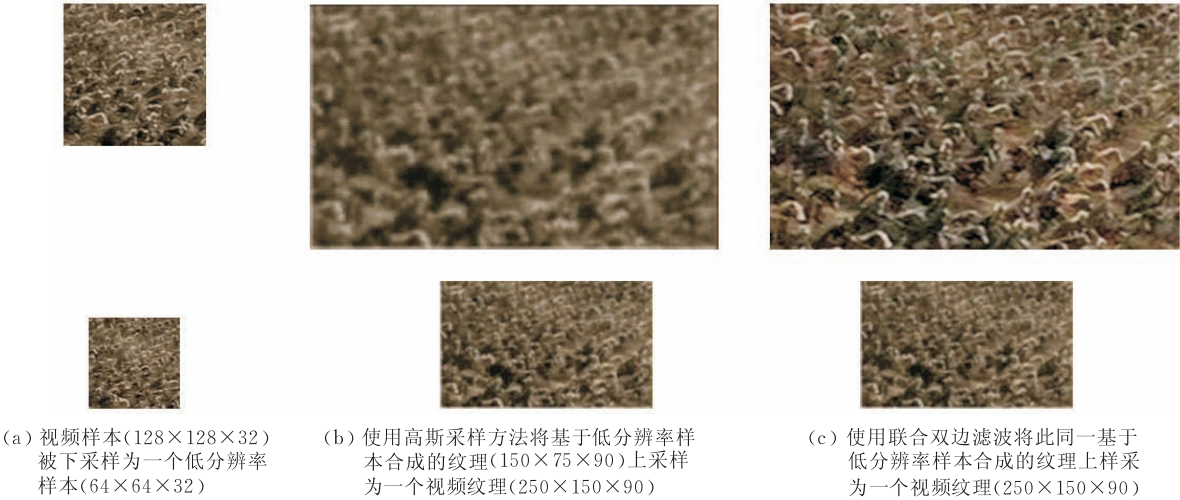 (a) 视频样本(128×128×32)
被下采样为一个低分辨率
样本(64×64×32)
(b) 使用高斯采样方法将基于低分辨率样
本合成的纹理(150×75×90)上采样
为一个视频纹理(250×150×90)
(c) 使用联合双边滤波将此同一基于
低分辨率样本合成的纹理上样采
为一个视频纹理(250×150×90)